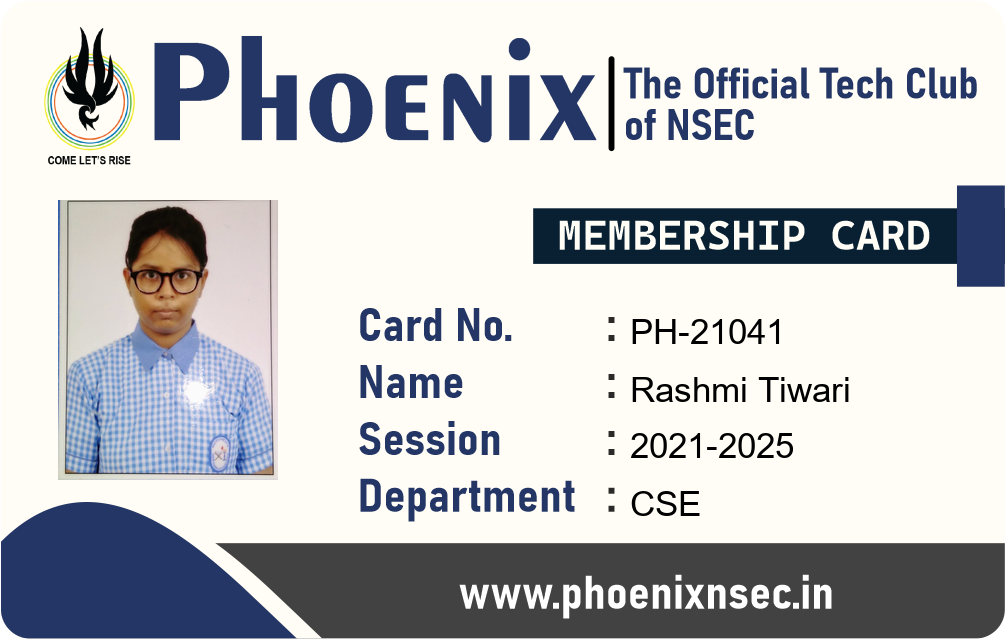 COME LET'S RISE
PHOENIX
The Official Tech Club
of NSEC
MEMBERSHIP CARD
Card No. : PH-21041
Name : Rashmi Tiwari
Session : 2021-2025
Department : CSE
www.phoenixnsec.in